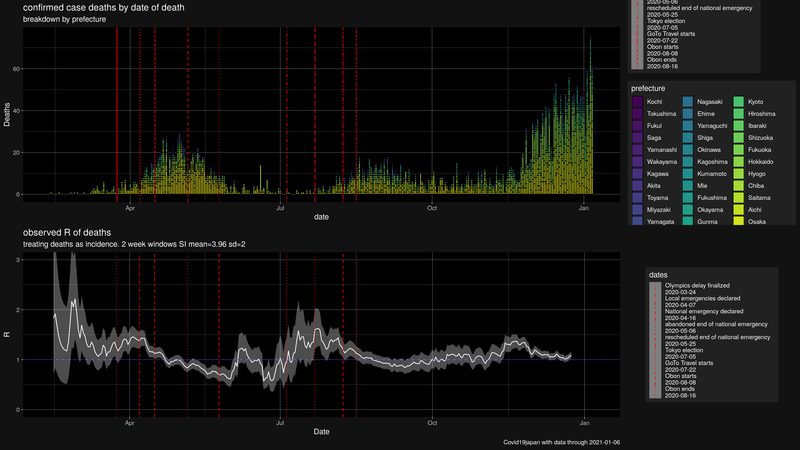 confirmed case deaths by date of death
breakdown by prefecture
Deaths
60
40
20
0
Apr
Jul
Oct
Jan
date
2020-05-06
rescheduled end of national emergency
2020-05-25
Tokyo election
2020-07-05
GoTo Travel starts
2020-07-22
Obon starts
2020-08-08
Obon ends
2020-08-16
prefecture
Kochi Nagasaki Kyoto
Tokushima Ehime Hiroshima
Fukui Yamaguchi Ibaraki
Saga Shiga Shizuoka
Yamanashi Okinawa Fukuoka
Wakayama Kagoshima Hokkaido
Kagawa Kumamoto Hyogo
Akita Mie Chiba
Toyama Fukushima Saitama
Miyazaki Okayama Aichi
Yamagata Gunma Osaka
observed R of deaths
treating deaths as incidence. 2 week windows SI mean=3.96 sd=2
R
3
2
1
0
Apr
Jul
Oct
Jan
Date
dates
Olympics delay finalized
2020-03-24
Local emergencies declared
2020-04-07
National emergency declared
2020-04-16
abandoned end of national emergency
2020-05-06
rescheduled end of national emergency
2020-05-25
Tokyo election
2020-07-05
GoTo Travel starts
2020-07-22
Obon starts
2020-08-08
Obon ends
2020-08-16
Covid19japan with data through 2021-01-06